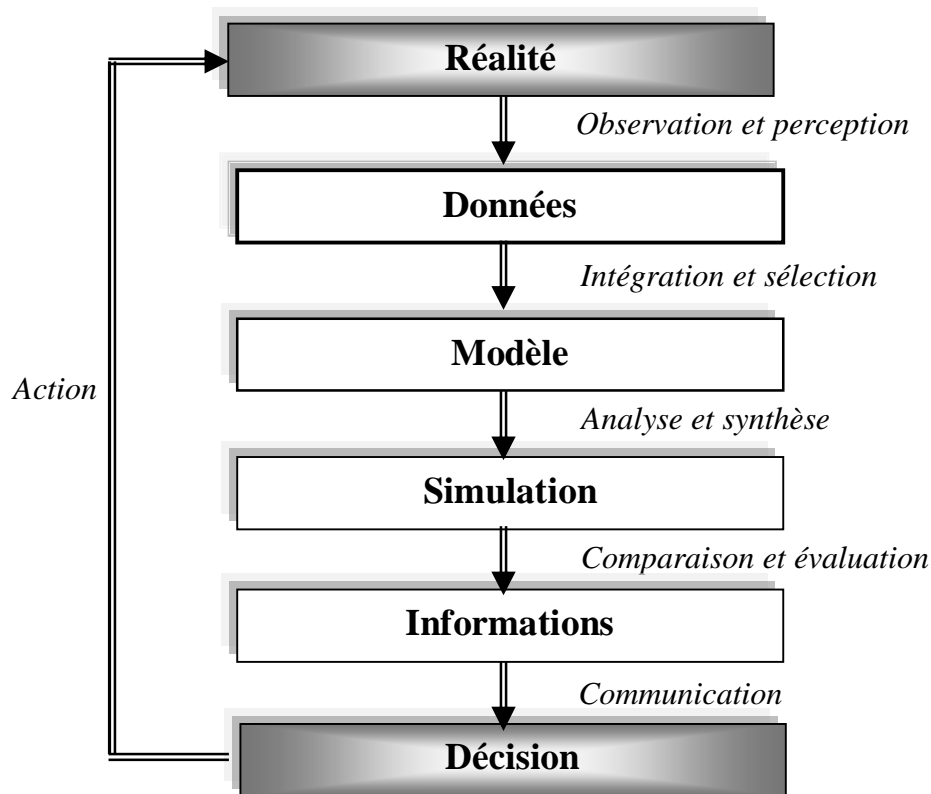 Réalité
Observation et perception
Données
Intégration et sélection
Modèle
Action
Analyse et synthèse
Simulation
Comparaison et évaluation
Informations
Communication
Décision